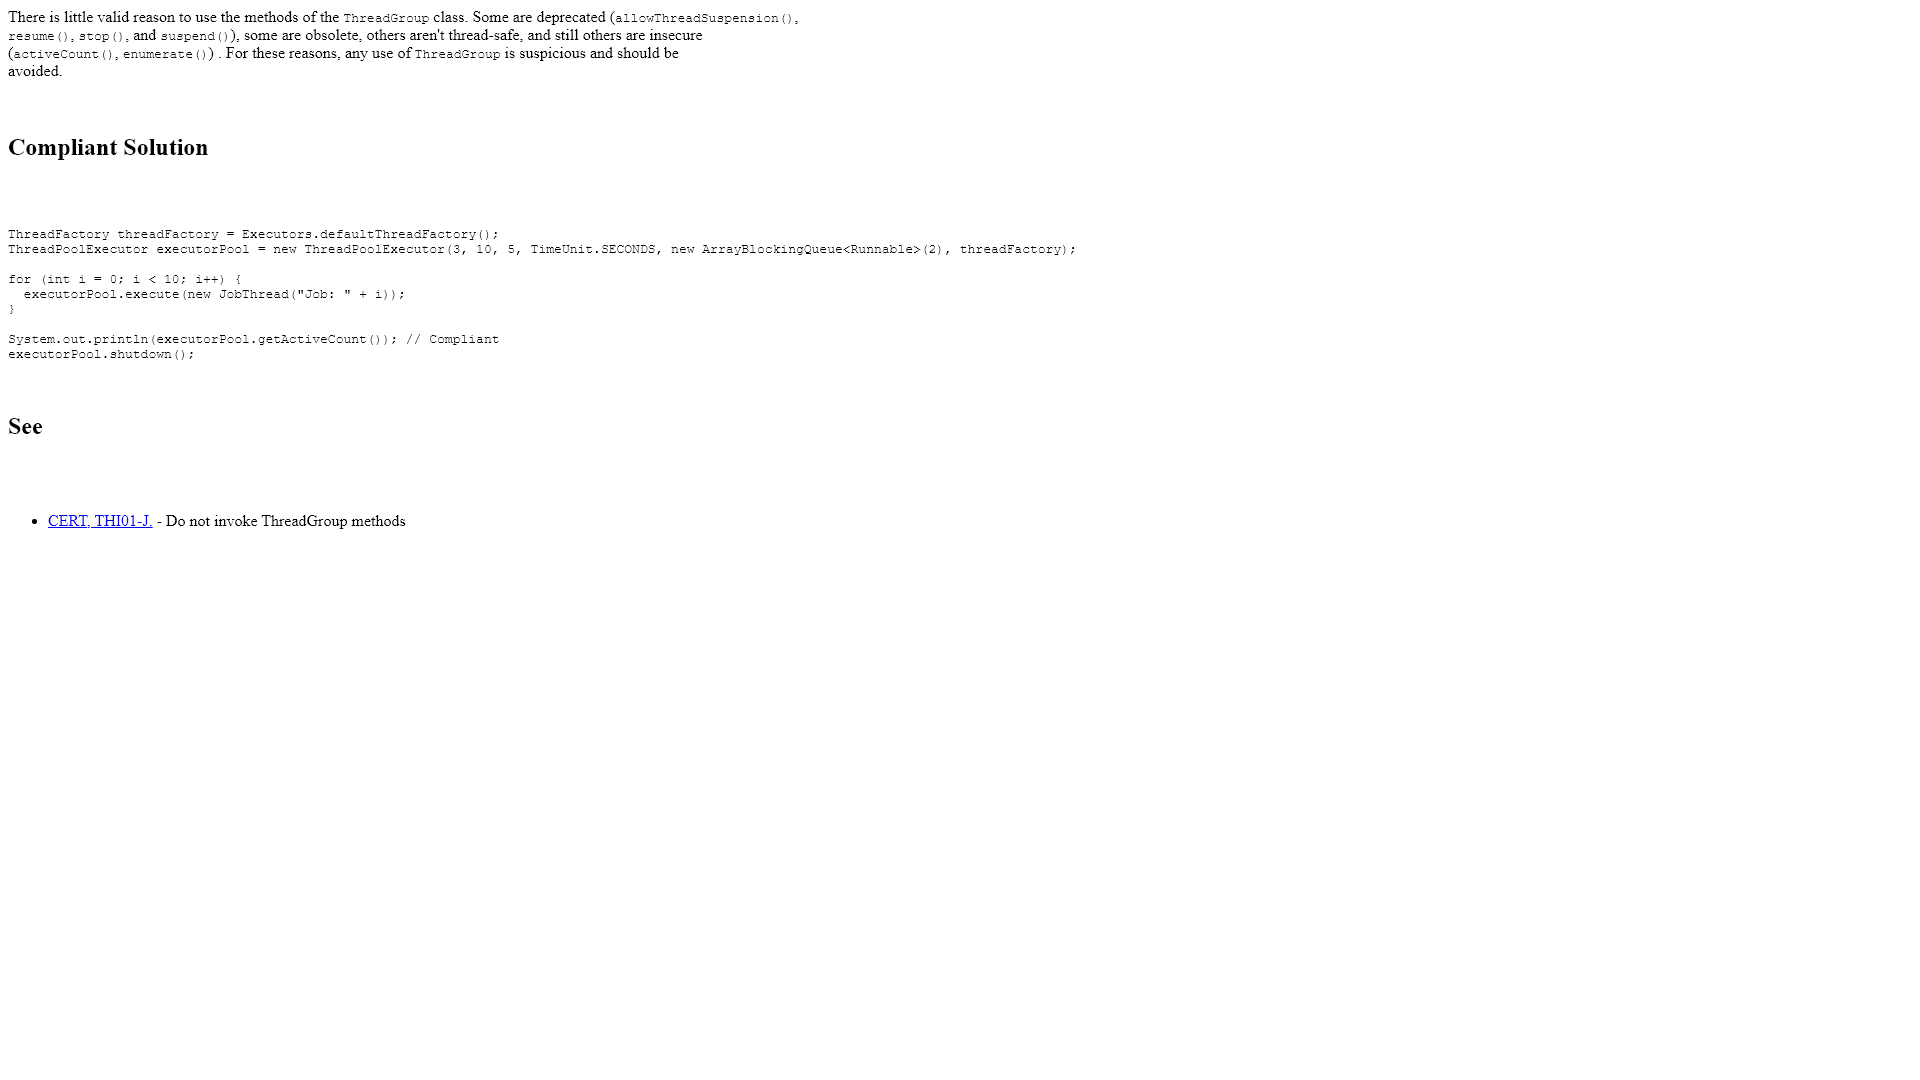 There is little valid reason to use the methods of the ThreadGroup class. Some are deprecated (allowThreadSuspension(),
resume(), stop(), and suspend()), some are obsolete, others aren't thread-safe, and still others are insecure
(activeCount(), enumerate()) . For these reasons, any use of ThreadGroup is suspicious and should be
avoided.
Compliant Solution
ThreadFactory threadFactory = Executors.defaultThreadFactory();
ThreadPoolExecutor executorPool = new ThreadPoolExecutor(3, 10, 5, TimeUnit.SECONDS, new ArrayBlockingQueue<Runnable>(2), threadFactory);
for (int i = 0; i < 10; i++) {
  executorPool.execute(new JobThread("Job: " + i));
}
System.out.println(executorPool.getActiveCount()); // Compliant
executorPool.shutdown();
See
• CERT, THI01-J. - Do not invoke ThreadGroup methods